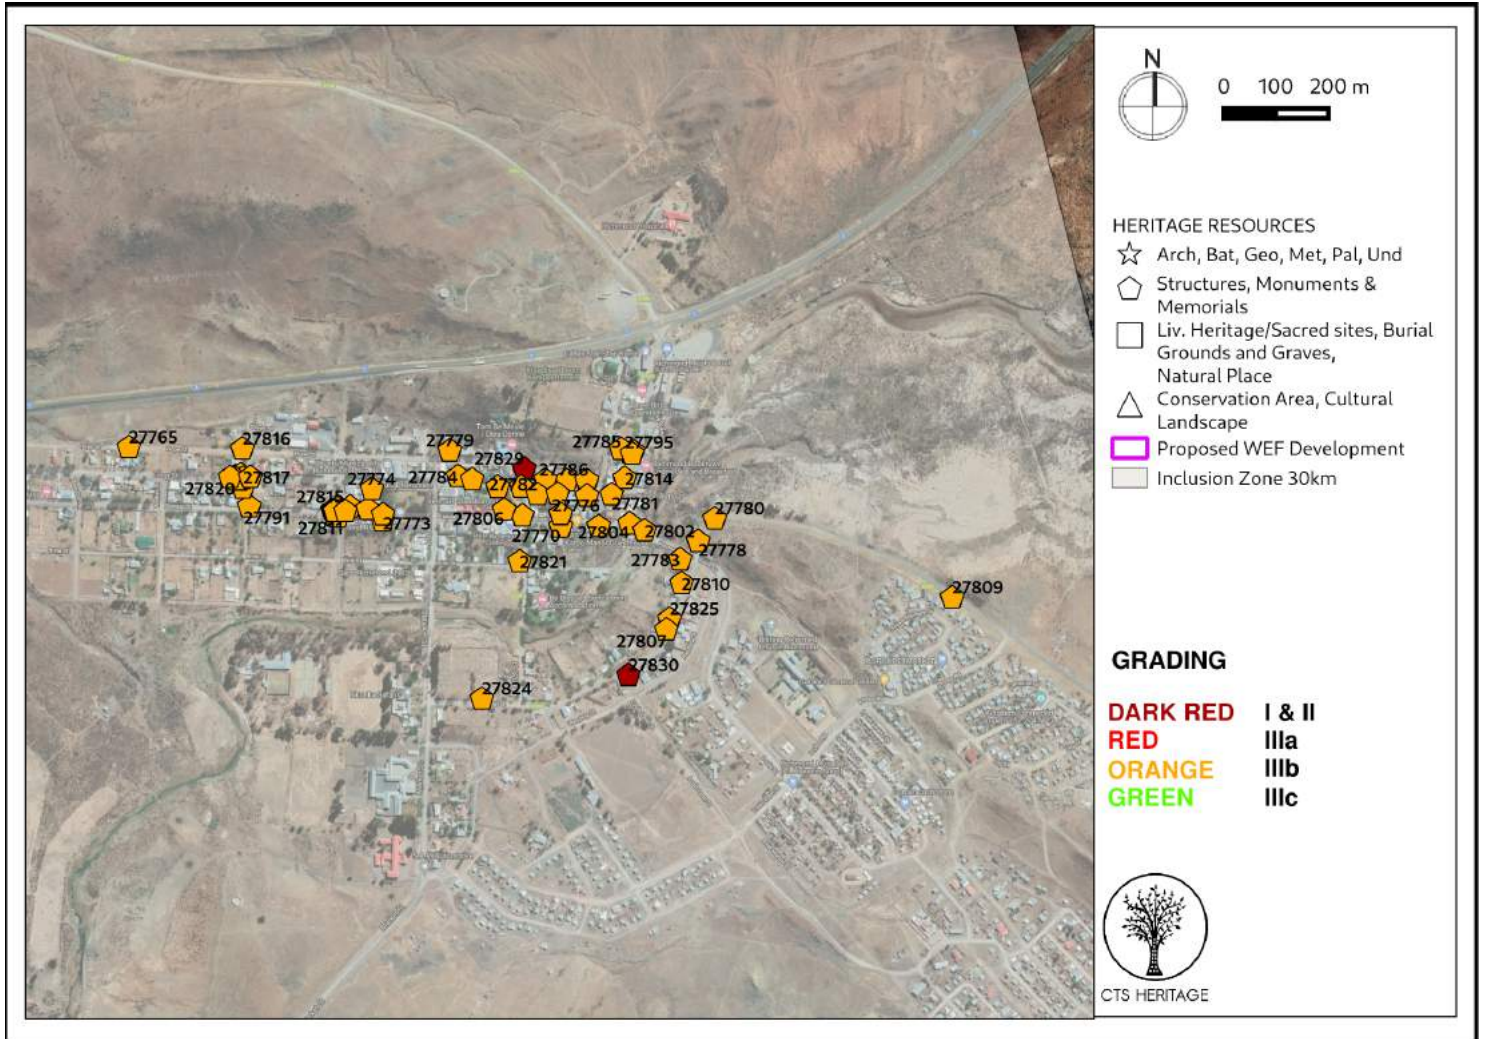 N
0 100 200 m
HERITAGE RESOURCES
Arch, Bat, Geo, Met, Pal, Und
Structures, Monuments &
Memorials
Liv. Heritage/Sacred sites, Burial
Grounds and Graves,
Natural Place
Conservation Area, Cultural
Landscape
Proposed WEF Development
Inclusion Zone 30km
GRADING
DARK RED I & II
RED IIIa
ORANGE IIIb
GREEN IIIc
CTS HERITAGE
27765
27816
27779
27785
27795
27829
27817
27820
27774
27784
27782
27786
27814
27791
27815
27811
27773
27806
27776
27781
27780
27770
27804
27802
27778
27821
27783
27810
27809
27825
27807
27830
27824